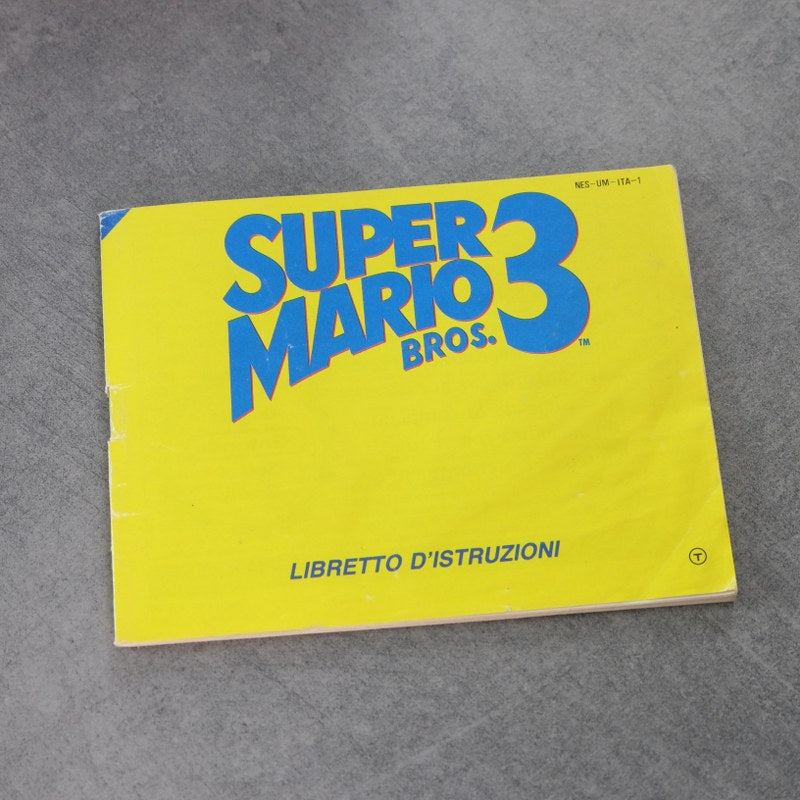 NES-UM-ITA-1
SUPER
MARIO
BROS. 3 TM
LIBRETTO D'ISTRUZIONI
T